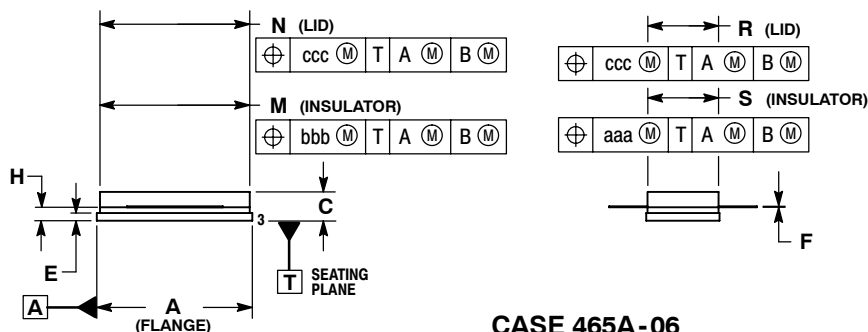 N (LID)
⌖ ccc Ⓜ T A Ⓜ B Ⓜ
M (INSULATOR)
⌖ bbb Ⓜ T A Ⓜ B Ⓜ
R (LID)
⌖ ccc Ⓜ T A Ⓜ B Ⓜ
S (INSULATOR)
⌖ aaa Ⓜ T A Ⓜ B Ⓜ
H
C
3
E
T SEATING
PLANE
A
A
(FLANGE)
F
CASE 465A-06